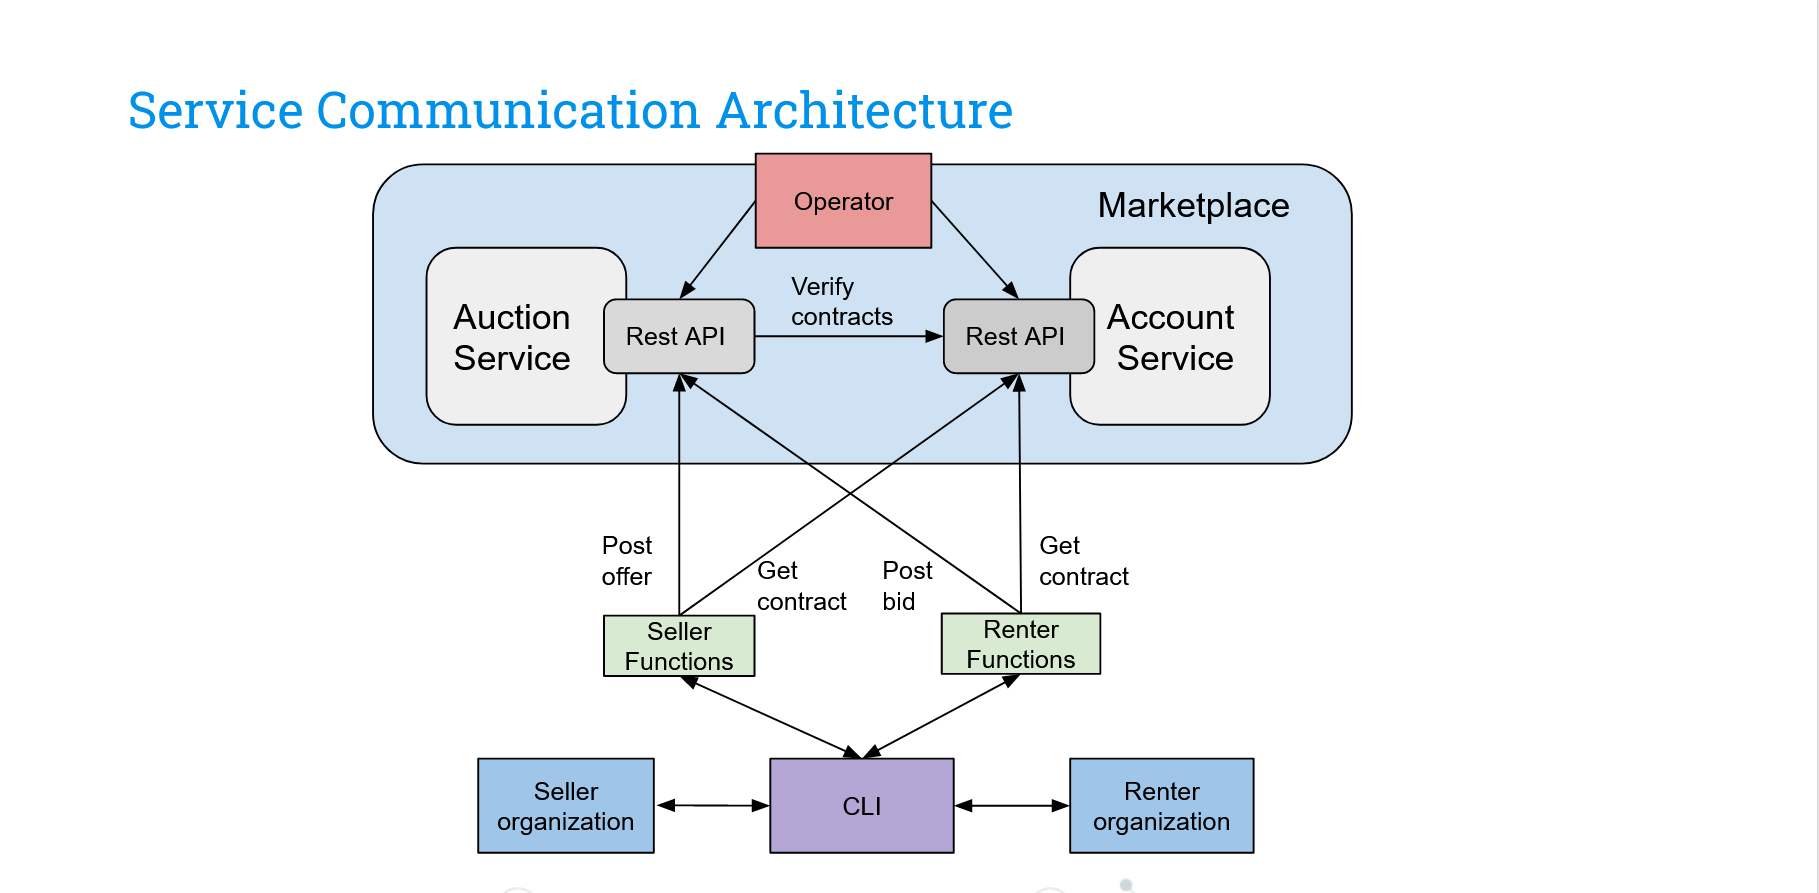 Service Communication Architecture
Operator
Marketplace
Auction
Service
Rest API
Verify
contracts
Rest API
Account
Service
Post
offer
Get
contract
Post
bid
Get
contract
Seller
Functions
Renter
Functions
Seller
organization
CLI
Renter
organization